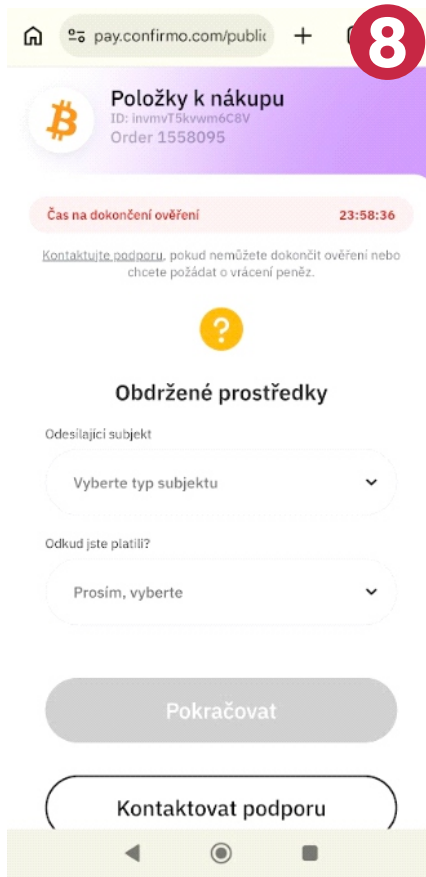 pay.confirmo.com/public
8
Položky k nákupu
ID: invmvT5kvwm6C8V
Order 1558095
Čas na dokončení ověření 23:58:36
Kontaktujte podporu, pokud nemůžete dokončit ověření nebo
chcete požádat o vrácení peněz.
?
Obdržené prostředky
Odesílající subjekt
Vyberte typ subjektu
Odkud jste platili?
Prosím, vyberte
Pokračovat
Kontaktovat podporu